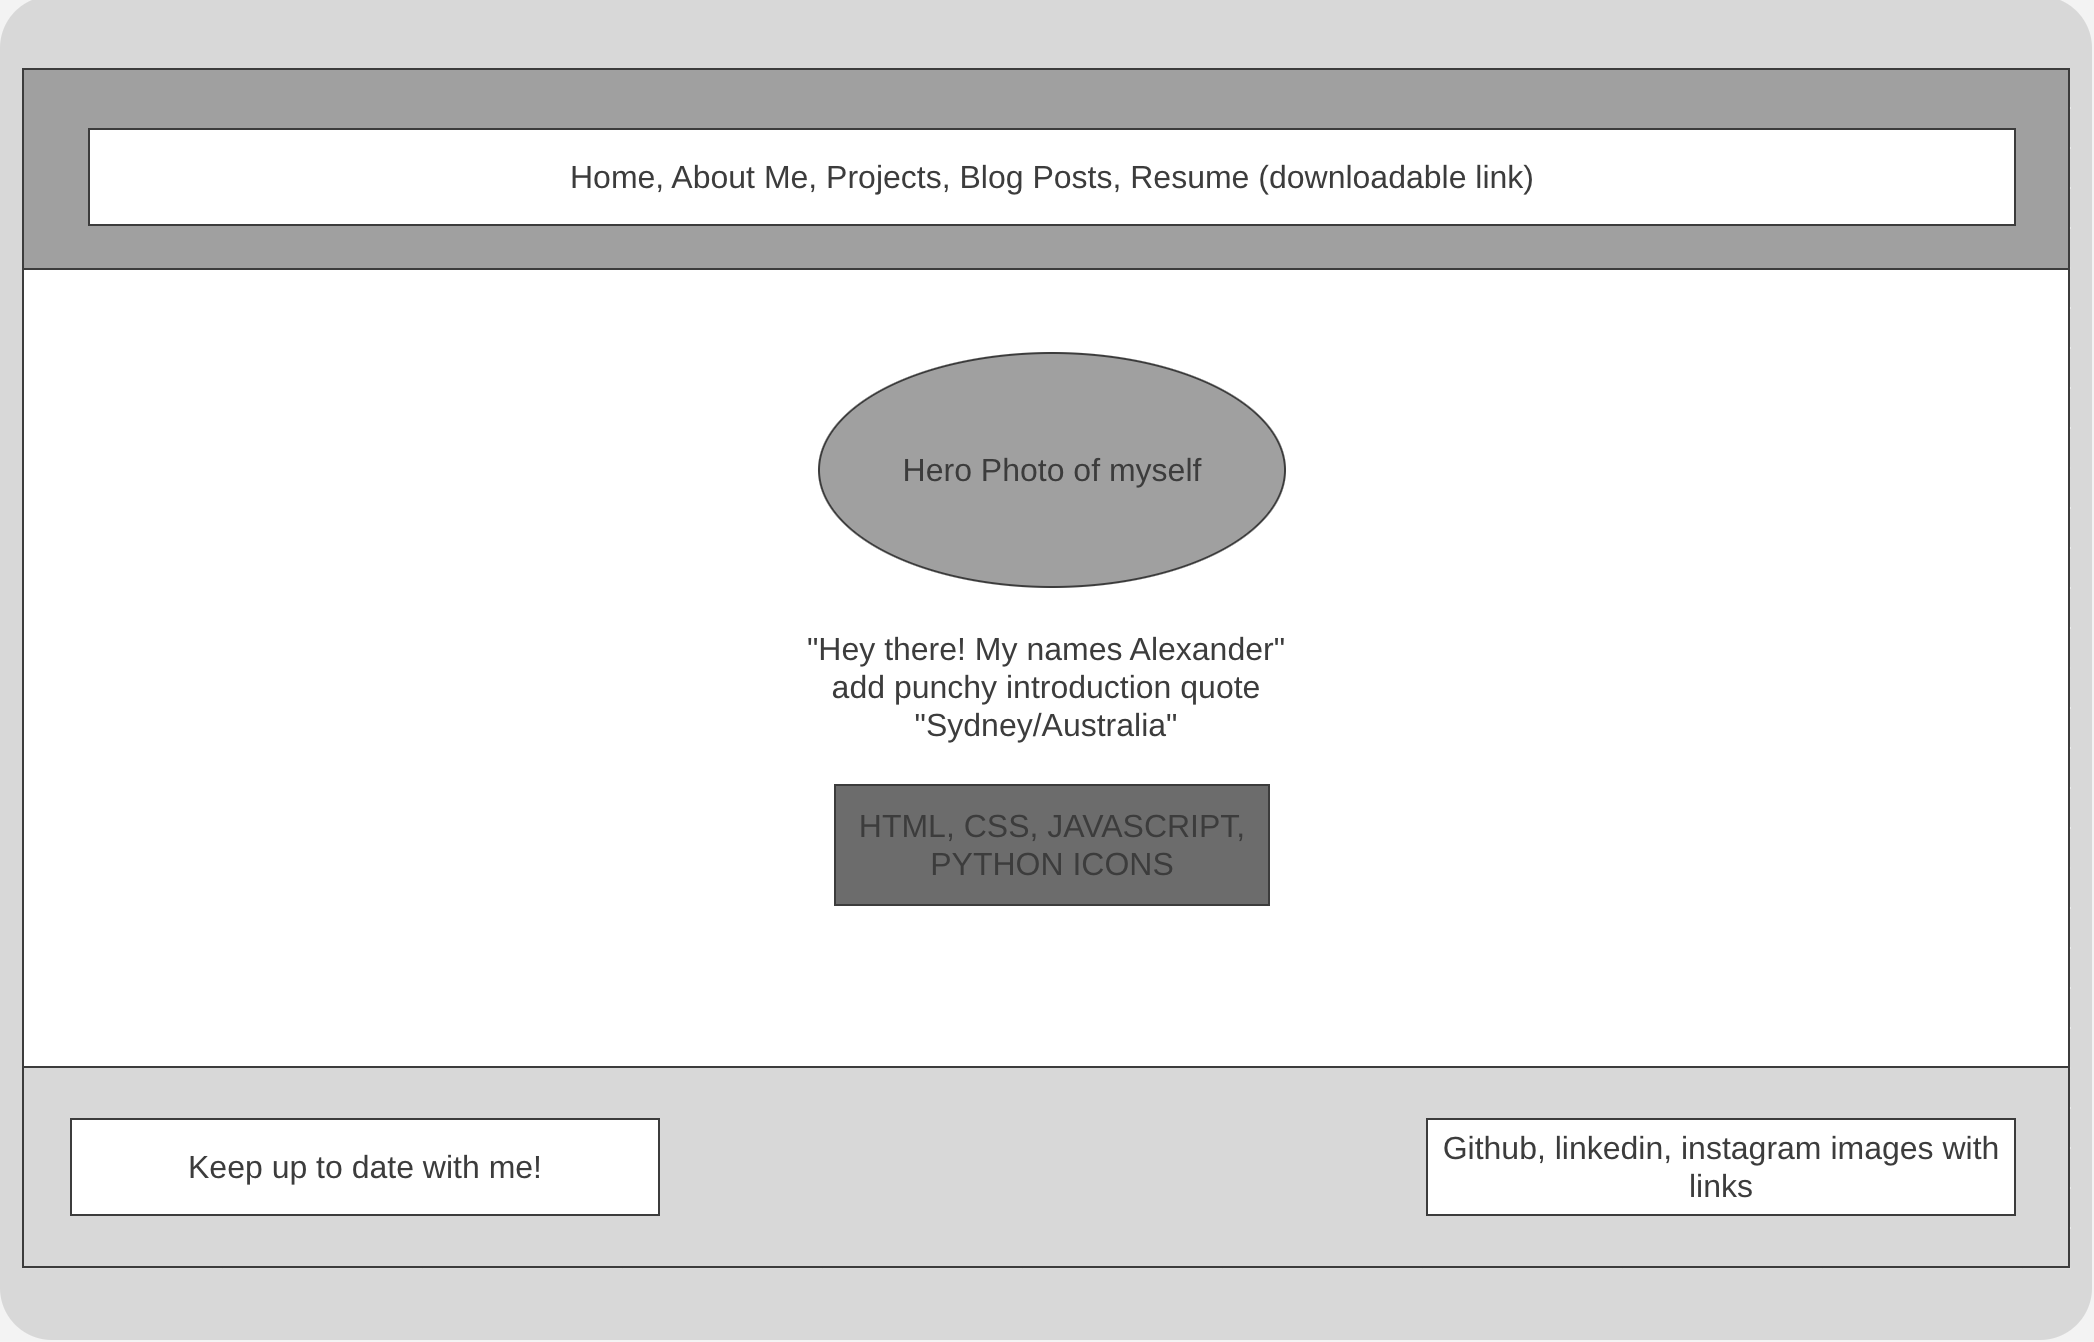 Home, About Me, Projects, Blog Posts, Resume (downloadable link)
Hero Photo of myself
"Hey there! My names Alexander"
add punchy introduction quote
"Sydney/Australia"
HTML, CSS, JAVASCRIPT,
PYTHON ICONS
Keep up to date with me!
Github, linkedin, instagram images with
links